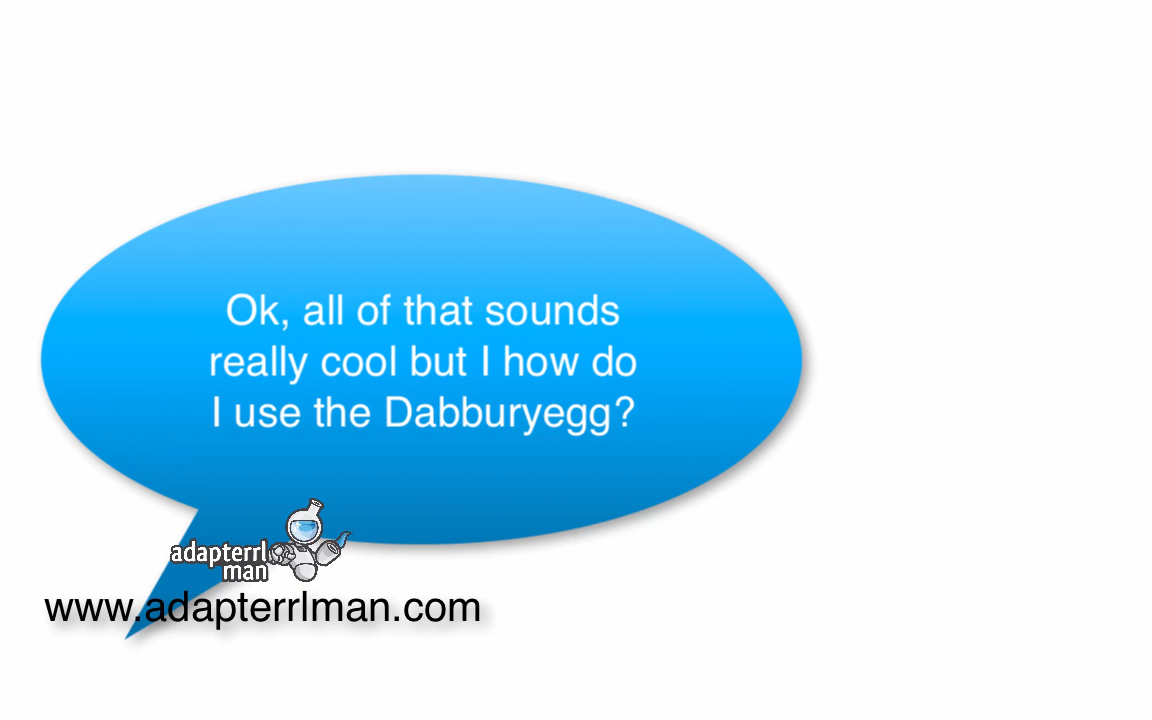 Ok, all of that sounds
really cool but I how do
I use the Dabburyegg?
adapterrl
man
www.adapterrlman.com